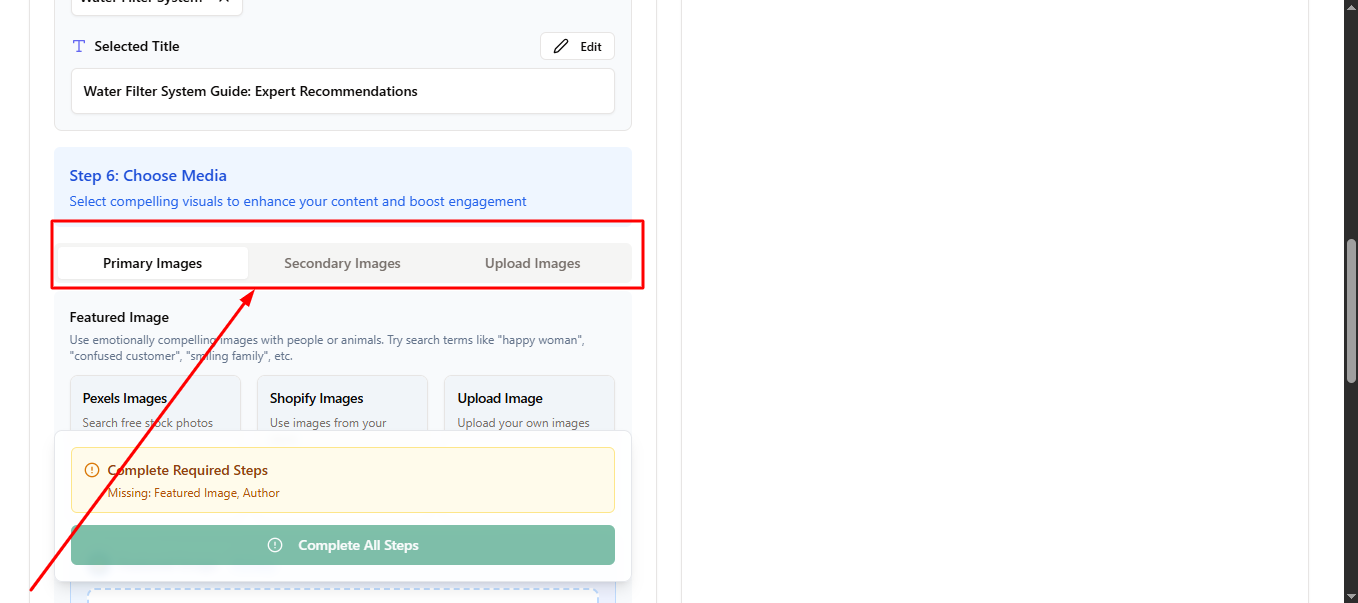 Water Filter System
Selected Title
Edit
Water Filter System Guide: Expert Recommendations
Step 6: Choose Media
Select compelling visuals to enhance your content and boost engagement
Primary Images
Secondary Images
Upload Images
Featured Image
Use emotionally compelling images with people or animals. Try search terms like "happy woman",
"confused customer", "smiling family", etc.
Pexels Images
Search free stock photos
Shopify Images
Use images from your
Upload Image
Upload your own images
Complete Required Steps
Missing: Featured Image, Author
Complete All Steps